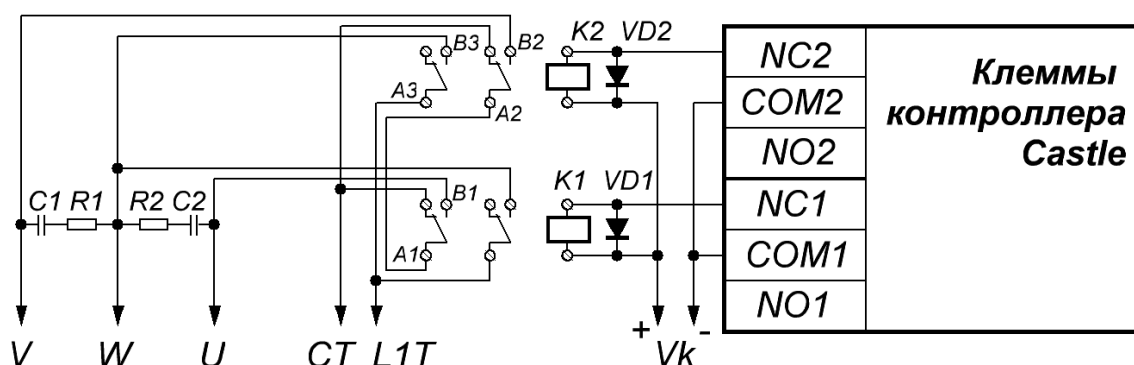 B3
B2
K2
VD2
NC2
Клеммы
контроллера
Castle
A3
A2
COM2
NO2
C1
R1
R2
C2
B1
K1
VD1
NC1
A1
COM1
NO1
V
W
U
CT
L1T
+
Vk
-